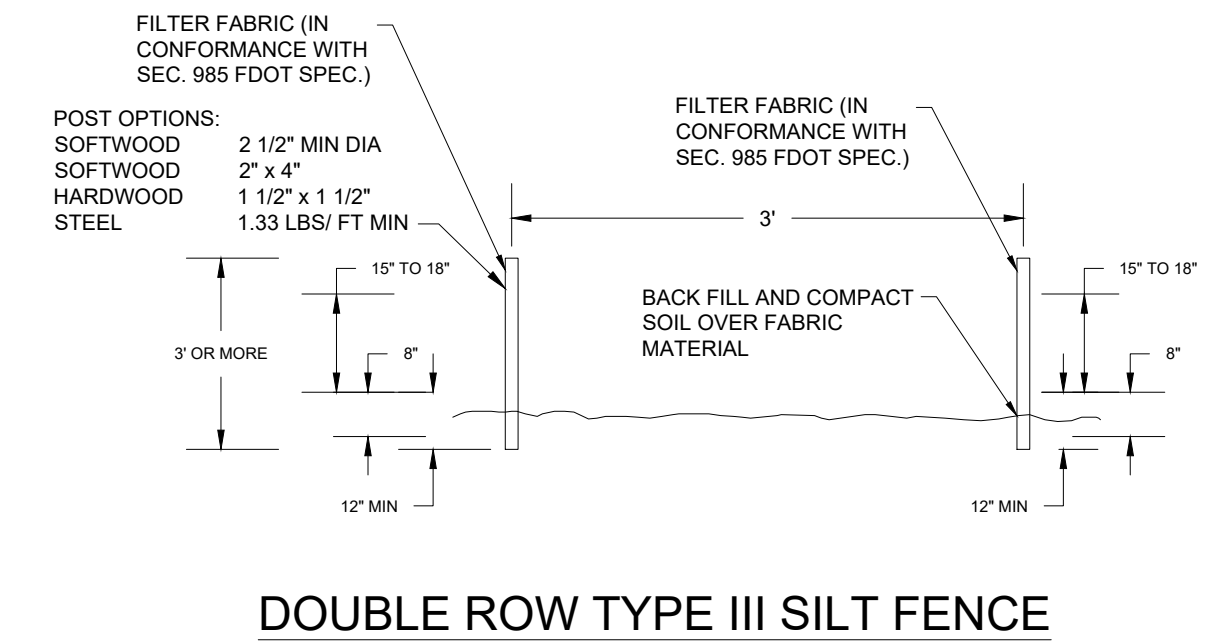 FILTER FABRIC (IN
CONFORMANCE WITH
SEC. 985 FDOT SPEC.)
POST OPTIONS:
SOFTWOOD 2 1/2" MIN DIA
SOFTWOOD 2" x 4"
HARDWOOD 1 1/2" x 1 1/2"
STEEL 1.33 LBS/ FT MIN
FILTER FABRIC (IN
CONFORMANCE WITH
SEC. 985 FDOT SPEC.)
3'
15" TO 18"
15" TO 18"
BACK FILL AND COMPACT
SOIL OVER FABRIC
MATERIAL
3' OR MORE
8"
8"
12" MIN
12" MIN
DOUBLE ROW TYPE III SILT FENCE